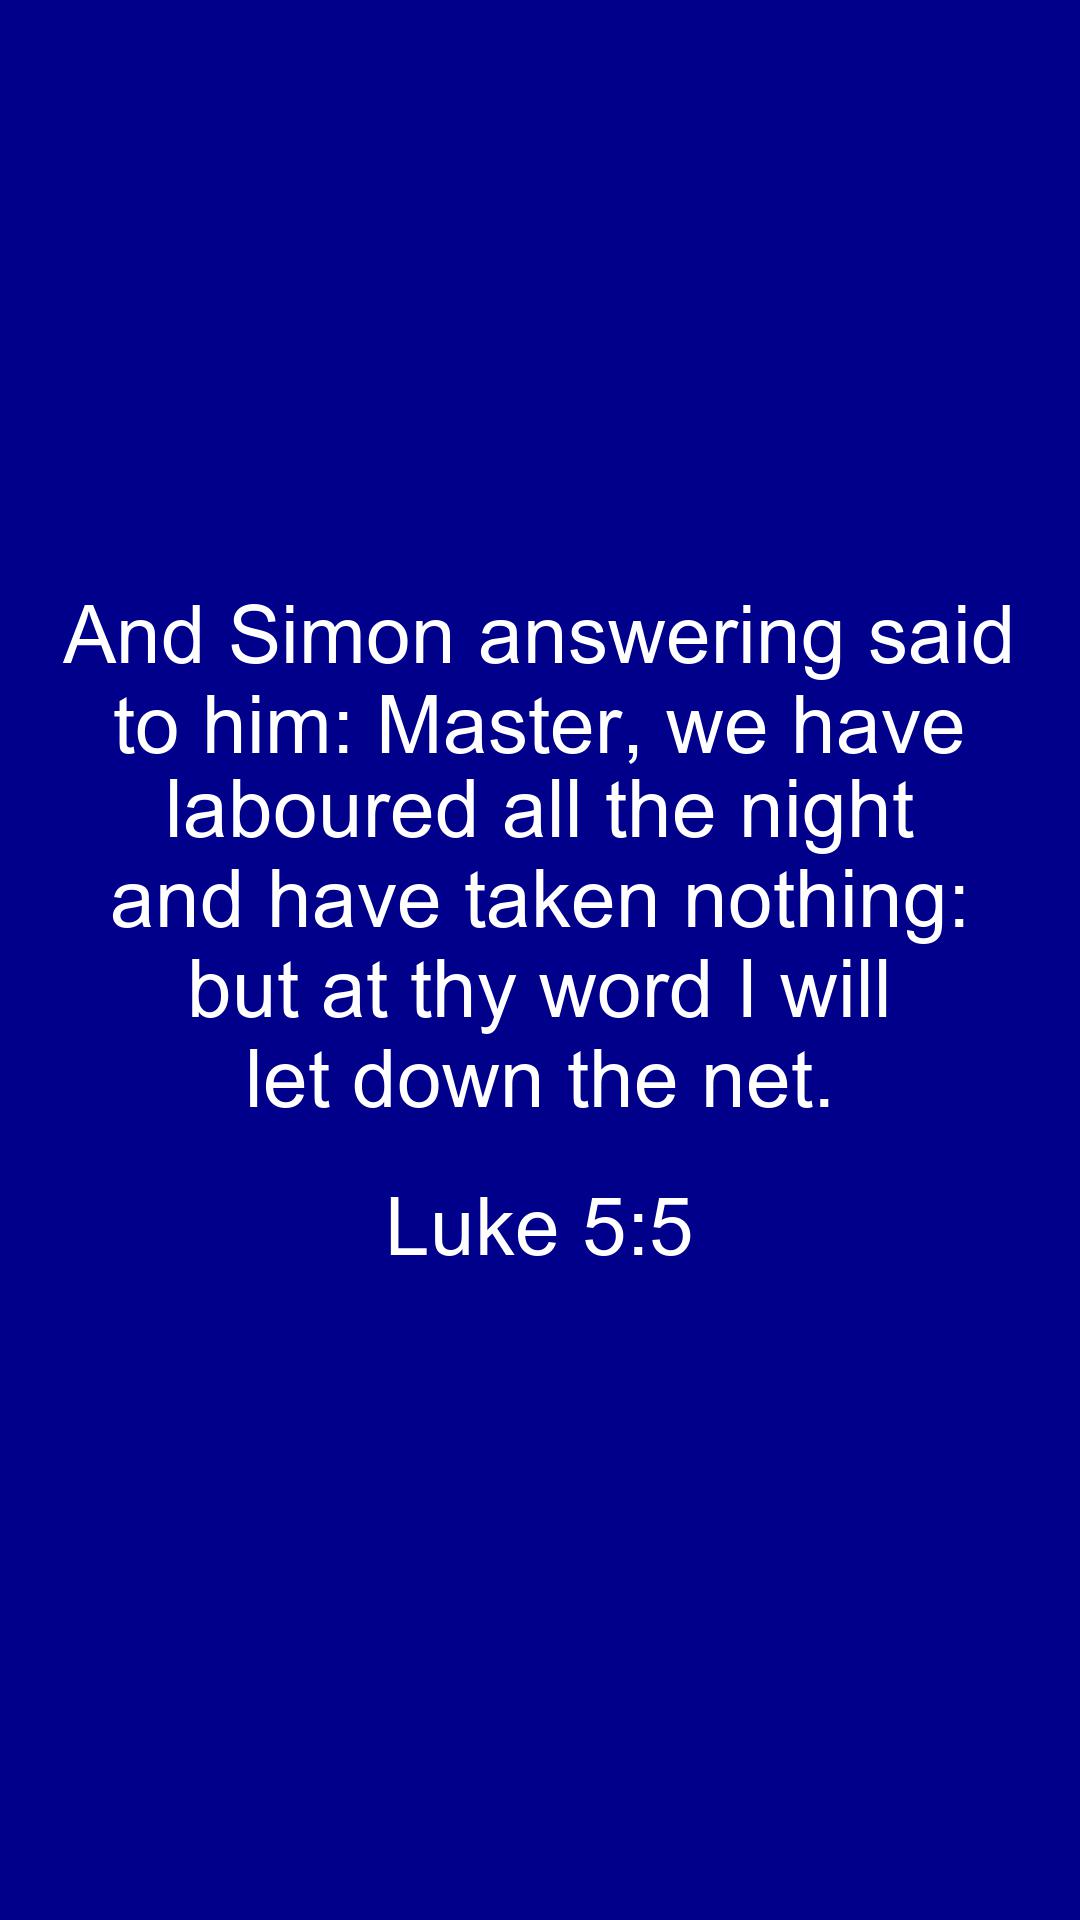 And Simon answering said
to him: Master, we have
laboured all the night
and have taken nothing:
but at thy word I will
let down the net.
Luke 5:5